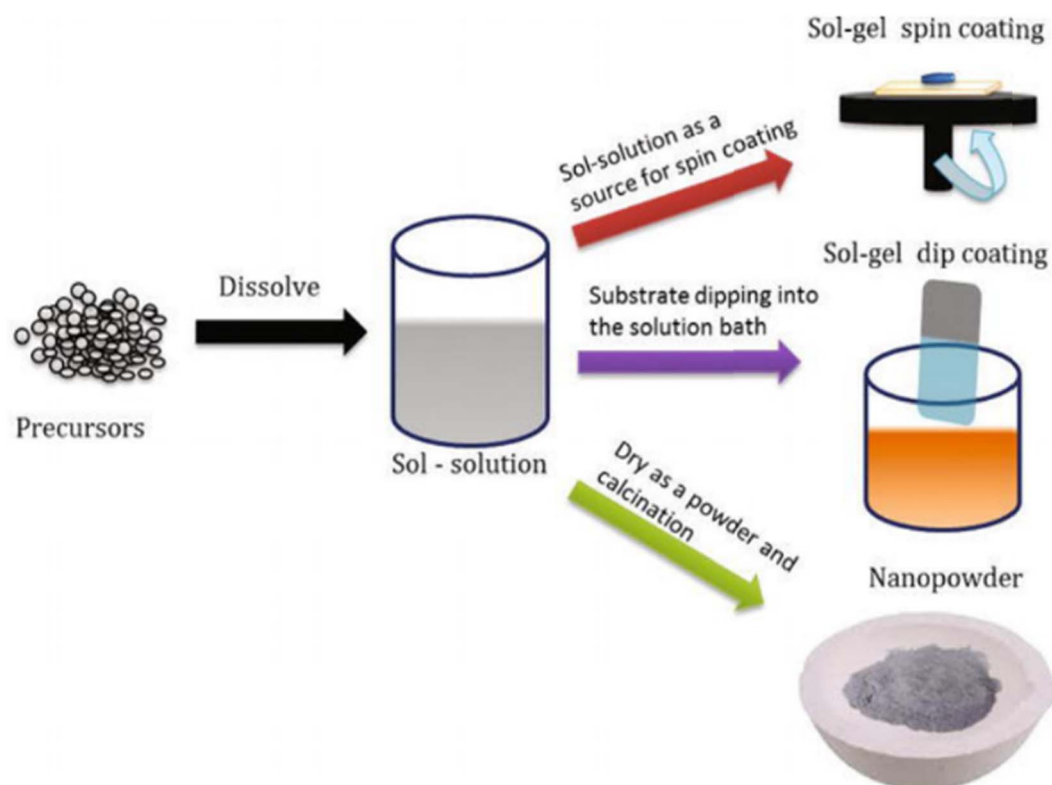 Sol-gel spin coating
Sol-solution as a
source for spin coating
Dissolve
Precursors
Sol - solution
Substrate dipping into
the solution bath
Sol-gel dip coating
Dry as a powder and
calcination
Nanopowder